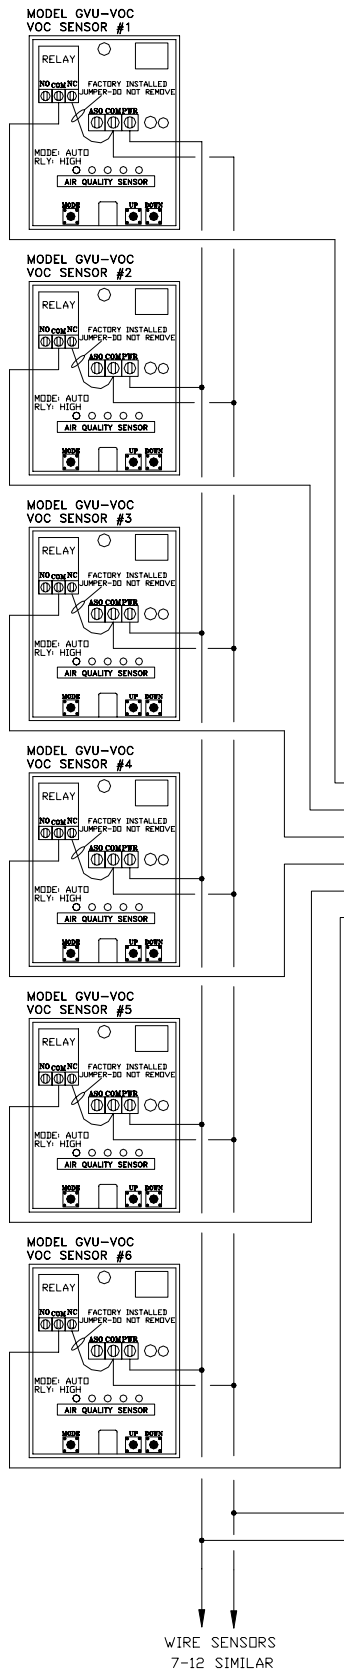 MODEL GVU-VOC
VOC SENSOR #1
RELAY
NO COM NC
FACTORY INSTALLED
JUMPER-DO NOT REMOVE
ASO COM PWR
MODE: AUTO
RLY: HIGH
AIR QUALITY SENSOR
MODE UP DOWN
MODEL GVU-VOC
VOC SENSOR #2
RELAY
NO COM NC
FACTORY INSTALLED
JUMPER-DO NOT REMOVE
ASO COM PWR
MODE: AUTO
RLY: HIGH
AIR QUALITY SENSOR
MODE UP DOWN
MODEL GVU-VOC
VOC SENSOR #3
RELAY
NO COM NC
FACTORY INSTALLED
JUMPER-DO NOT REMOVE
ASO COM PWR
MODE: AUTO
RLY: HIGH
AIR QUALITY SENSOR
MODE UP DOWN
MODEL GVU-VOC
VOC SENSOR #4
RELAY
NO COM NC
FACTORY INSTALLED
JUMPER-DO NOT REMOVE
ASO COM PWR
MODE: AUTO
RLY: HIGH
AIR QUALITY SENSOR
MODE UP DOWN
MODEL GVU-VOC
VOC SENSOR #5
RELAY
NO COM NC
FACTORY INSTALLED
JUMPER-DO NOT REMOVE
ASO COM PWR
MODE: AUTO
RLY: HIGH
AIR QUALITY SENSOR
MODE UP DOWN
MODEL GVU-VOC
VOC SENSOR #6
RELAY
NO COM NC
FACTORY INSTALLED
JUMPER-DO NOT REMOVE
ASO COM PWR
MODE: AUTO
RLY: HIGH
AIR QUALITY SENSOR
MODE UP DOWN
WIRE SENSORS
7-12 SIMILAR